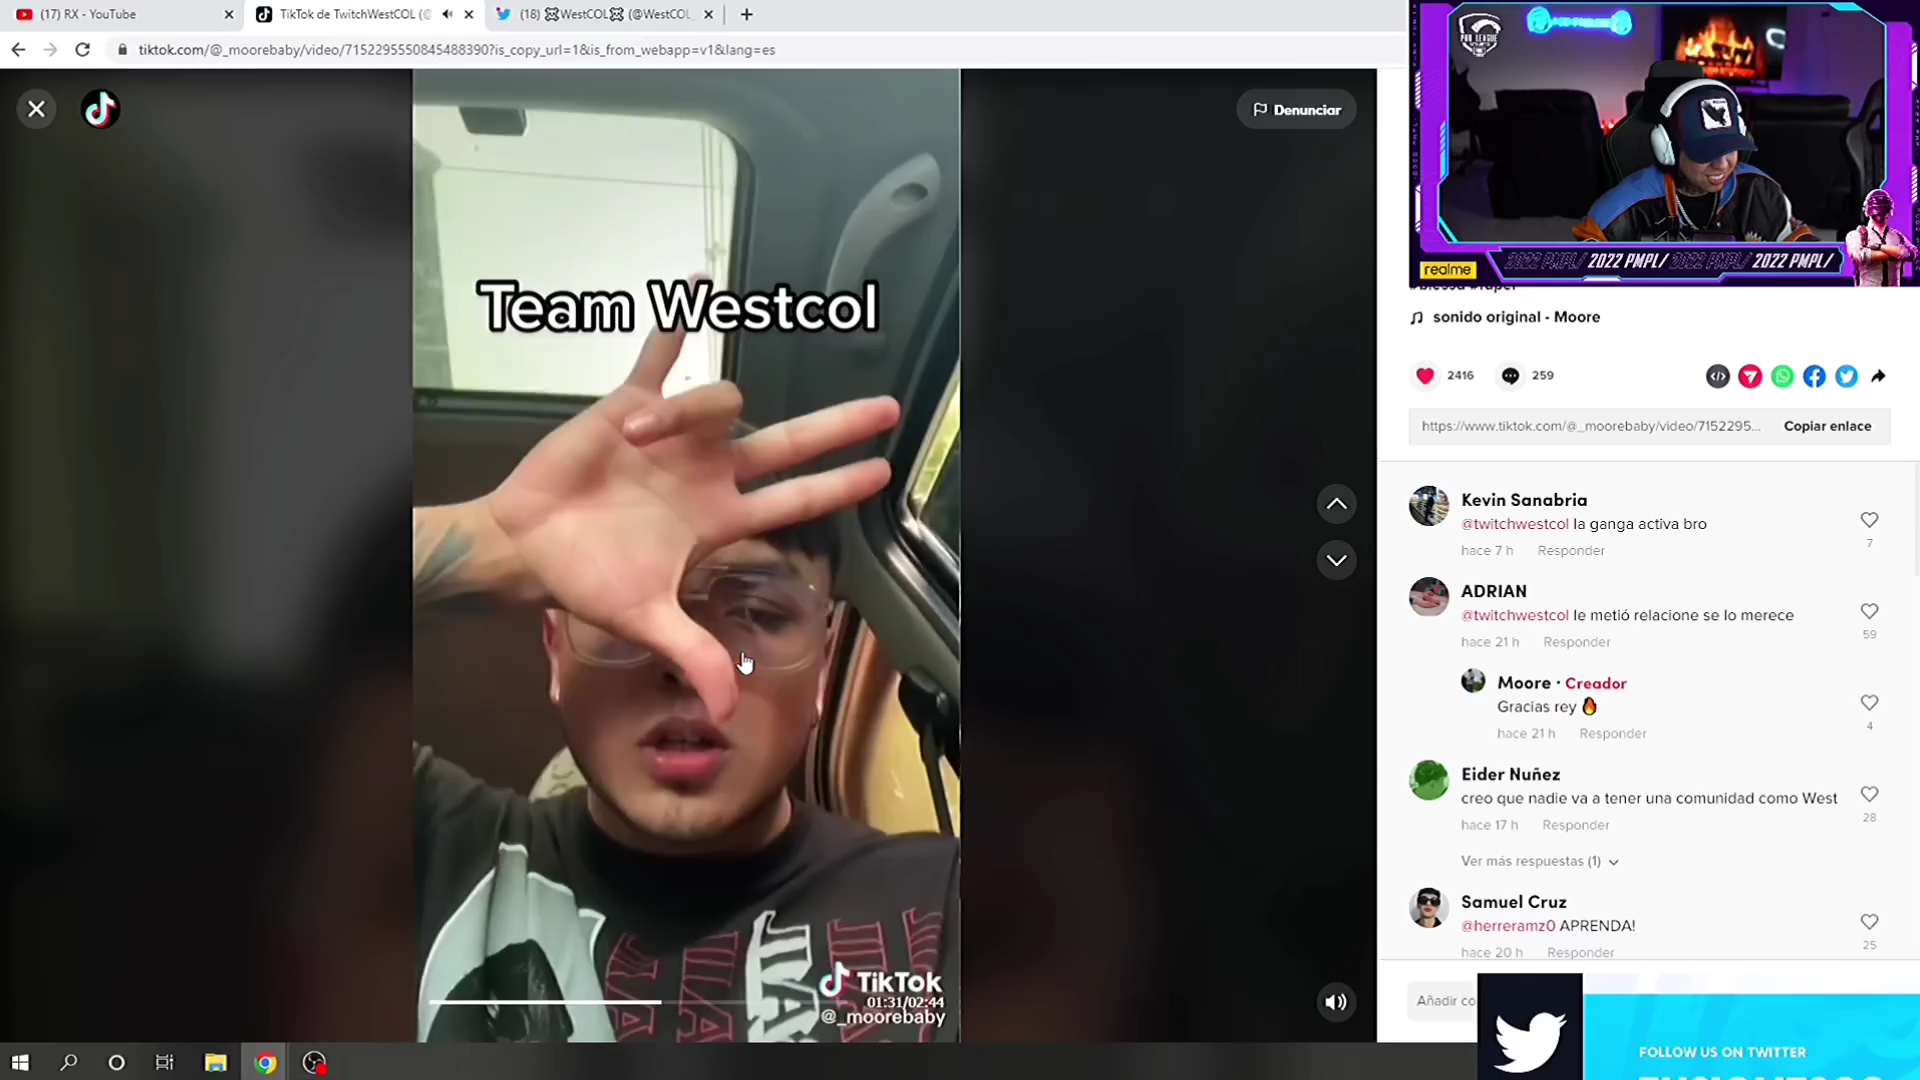 (17) RX - YouTube
TikTok de TwitchWestCOL (@
(18) ☠WestCOL☠ (@WestCOL_
tiktok.com/@_moorebaby/video/7152295550845488390?is_copy_url=1&is_from_webapp=v1&lang=es
Denunciar
PRO LEAGUE
realme
2022 PMPL/ 2022 PMPL/ 2022 PMPL/ 2022 PMPL/
Team Westcol
sonido original - Moore
2416
259
https://www.tiktok.com/@_moorebaby/video/7152295...
Copiar enlace
Kevin Sanabria
@twitchwestcol la ganga activa bro
hace 7 h Responder
7
ADRIAN
@twitchwestcol le metió relacione se lo merece
hace 21 h Responder
59
Moore · Creador
Gracias rey 🔥
hace 21 h Responder
4
Eider Nuñez
creo que nadie va a tener una comunidad como West
hace 17 h Responder
28
Ver más respuestas (1)
Samuel Cruz
@herreramz0 APRENDA!
hace 20 h Responder
25
Añadir co
TikTok
01:31/02:44
@_moorebaby
FOLLOW US ON TWITTER